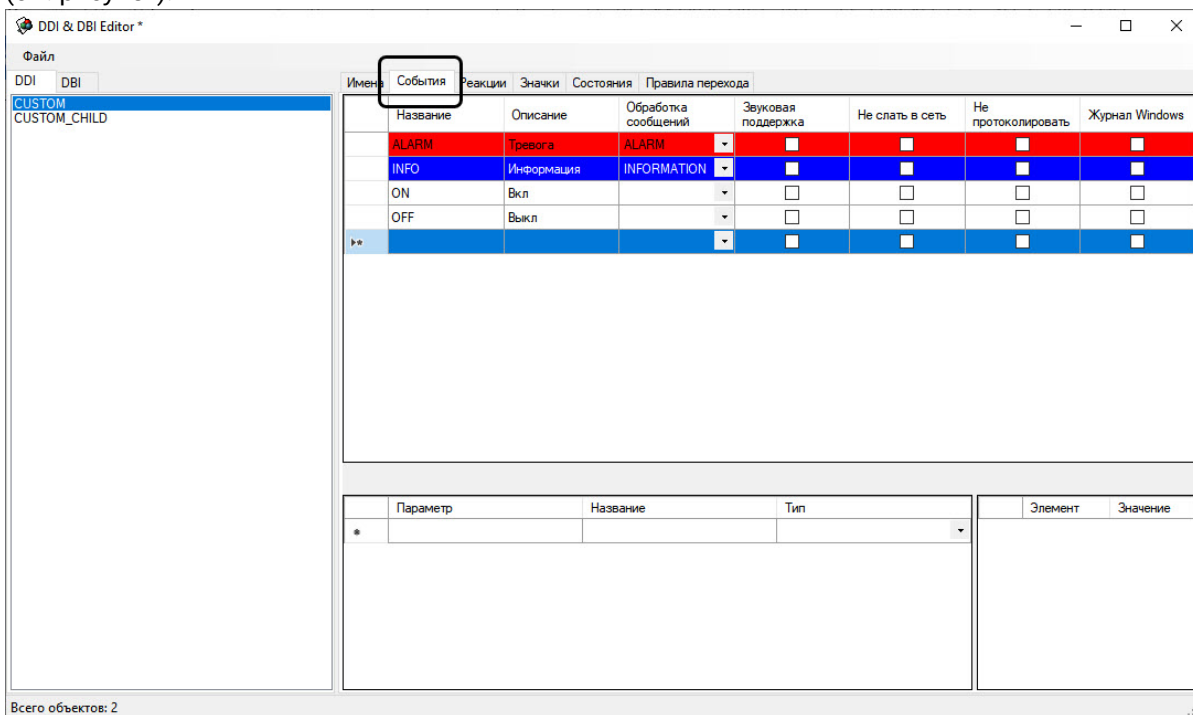 DDI & DBI Editor *
Файл
DDI DBI
CUSTOM
CUSTOM_CHILD
Имена События Реакции Значки Состояния Правила перехода
Название Описание Обработка сообщений Звуковая поддержка Не слать в сеть Не протоколировать Журнал Windows
ALARM Тревога ALARM
INFO Информация INFORMATION
ON Вкл
OFF Выкл
Параметр Название Тип Элемент Значение
Всего объектов: 2